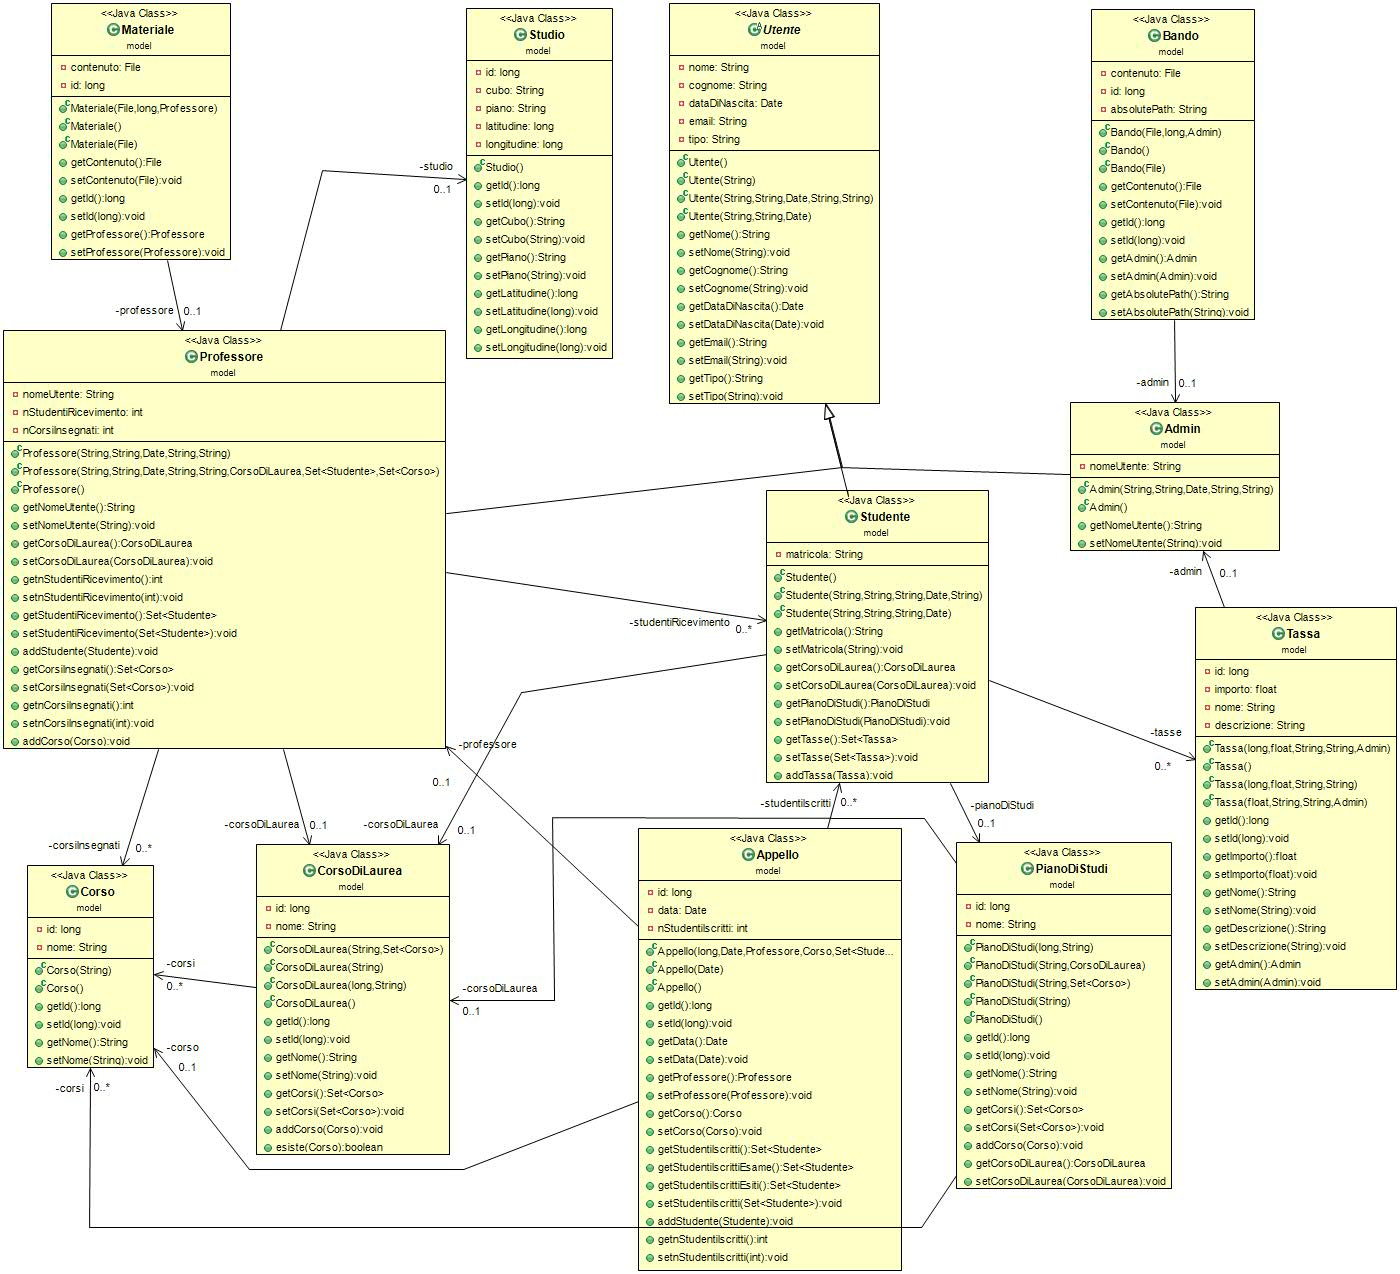 <<Java Class>>
Materiale
model
contenuto: File
id: long
Materiale(File,long,Professore)
Materiale()
Materiale(File)
getContenuto():File
setContenuto(File):void
getId():long
setId(long):void
getProfessore():Professore
setProfessore(Professore):void
<<Java Class>>
Studio
model
id: long
cubo: String
piano: String
latitudine: long
longitudine: long
Studio()
getId():long
setId(long):void
getCubo():String
setCubo(String):void
getPiano():String
setPiano(String):void
getLatitudine():long
setLatitudine(long):void
getLongitudine():long
setLongitudine(long):void
<<Java Class>>
Utente
model
nome: String
cognome: String
dataDiNascita: Date
email: String
tipo: String
Utente()
Utente(String)
Utente(String,String,Date,String,String)
Utente(String,String,Date)
getNome():String
setNome(String):void
getCognome():String
setCognome(String):void
getDataDiNascita():Date
setDataDiNascita(Date):void
getEmail():String
setEmail(String):void
getTipo():String
setTipo(String):void
<<Java Class>>
Bando
model
contenuto: File
id: long
absolutePath: String
Bando(File,long,Admin)
Bando()
Bando(File)
getContenuto():File
setContenuto(File):void
getId():long
setId(long):void
getAdmin():Admin
setAdmin(Admin):void
getAbsolutePath():String
setAbsolutePath(String):void
-studio
0..1
-professore 0..1
-admin 0..1
<<Java Class>>
Professore
model
nomeUtente: String
nStudentiRicevimento: int
nCorsiInsegnati: int
Professore(String,String,Date,String,String)
Professore(String,String,Date,String,String,CorsoDiLaurea,Set<Studente>,Set<Corso>)
Professore()
getNomeUtente():String
setNomeUtente(String):void
getCorsoDiLaurea():CorsoDiLaurea
setCorsoDiLaurea(CorsoDiLaurea):void
getnStudentiRicevimento():int
setnStudentiRicevimento(int):void
getStudentiRicevimento():Set<Studente>
setStudentiRicevimento(Set<Studente>):void
addStudente(Studente):void
getCorsiInsegnati():Set<Corso>
setCorsiInsegnati(Set<Corso>):void
getnCorsiInsegnati():int
setnCorsiInsegnati(int):void
addCorso(Corso):void
<<Java Class>>
Admin
model
nomeUtente: String
Admin(String,String,Date,String,String)
Admin()
getNomeUtente():String
setNomeUtente(String):void
<<Java Class>>
Studente
model
matricola: String
Studente()
Studente(String,String,String,Date,String)
Studente(String,String,String,Date)
getMatricola():String
setMatricola(String):void
getCorsoDiLaurea():CorsoDiLaurea
setCorsoDiLaurea(CorsoDiLaurea):void
getPianoDiStudi():PianoDiStudi
setPianoDiStudi(PianoDiStudi):void
getTasse():Set<Tassa>
setTasse(Set<Tassa>):void
addTassa(Tassa):void
-admin
0..1
-studentiRicevimento
0..*
<<Java Class>>
Tassa
model
id: long
importo: float
nome: String
descrizione: String
Tassa(long,float,String,String,Admin)
Tassa()
Tassa(long,float,String,String)
Tassa(float,String,String,Admin)
getId():long
setId(long):void
getImporto():float
setImporto(float):void
getNome():String
setNome(String):void
getDescrizione():String
setDescrizione(String):void
getAdmin():Admin
setAdmin(Admin):void
-tasse
0..*
-professore
0..1
-studentiIscritti 0..*
-pianoDiStudi
0..1
-corsiInsegnati 0..*
-corsoDiLaurea 0..1
-corsoDiLaurea
0..1
<<Java Class>>
Corso
model
id: long
nome: String
Corso(String)
Corso()
getId():long
setId(long):void
getNome():String
setNome(String):void
-corsi
0..*
-corso
0..1
-corsi 0..*
<<Java Class>>
CorsoDiLaurea
model
id: long
nome: String
CorsoDiLaurea(String,Set<Corso>)
CorsoDiLaurea(String)
CorsoDiLaurea(long,String)
CorsoDiLaurea()
getId():long
setId(long):void
getNome():String
setNome(String):void
getCorsi():Set<Corso>
setCorsi(Set<Corso>):void
addCorso(Corso):void
esiste(Corso):boolean
-corsoDiLaurea
0..1
<<Java Class>>
Appello
model
id: long
data: Date
nStudentiIscritti: int
Appello(long,Date,Professore,Corso,Set<Stude...
Appello(Date)
Appello()
getId():long
setId(long):void
getData():Date
setData(Date):void
getProfessore():Professore
setProfessore(Professore):void
getCorso():Corso
setCorso(Corso):void
getStudentiIscritti():Set<Studente>
getStudentiIscrittiEsame():Set<Studente>
getStudentiIscrittiEsiti():Set<Studente>
setStudentiIscritti(Set<Studente>):void
addStudente(Studente):void
getnStudentiIscritti():int
setnStudentiIscritti(int):void
<<Java Class>>
PianoDiStudi
model
id: long
nome: String
PianoDiStudi(long,String)
PianoDiStudi(String,CorsoDiLaurea)
PianoDiStudi(String,Set<Corso>)
PianoDiStudi(String)
PianoDiStudi()
getId():long
setId(long):void
getNome():String
setNome(String):void
getCorsi():Set<Corso>
setCorsi(Set<Corso>):void
addCorso(Corso):void
getCorsoDiLaurea():CorsoDiLaurea
setCorsoDiLaurea(CorsoDiLaurea):void